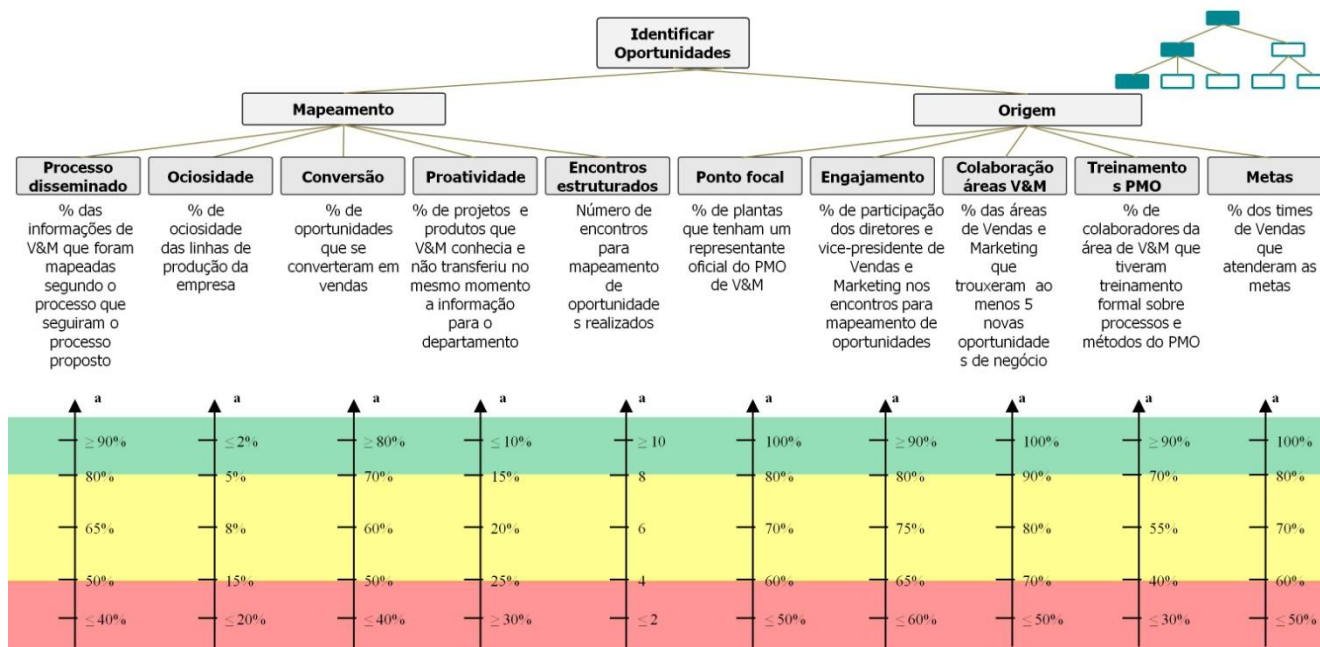 Identificar
Oportunidades
Mapeamento
Origem
Processo
disseminado
% das
informações de
V&M que foram
mapeadas
segundo o
processo que
seguiram o
processo
proposto
Ociosidade
% de
ociosidade
das linhas de
produção da
empresa
Conversão
% de
oportunidades
que se
converteram em
vendas
Proatividade
% de projetos e
produtos que
V&M conhecia e
não transferiu no
mesmo momento
a informação
para o
departamento
Encontros
estruturados
Número de
encontros
para
mapeamento
de
oportunidade
s realizados
Ponto focal
% de plantas
que tenham um
representante
oficial do PMO
de V&M
Engajamento
% de participação
dos diretores e
vice-presidente de
Vendas e
Marketing nos
encontros para
mapeamento de
oportunidades
Colaboração
áreas V&M
% das áreas
de Vendas e
Marketing
que
trouxeram ao
menos 5
novas
oportunidade
s de negócio
Treinamento
s PMO
% de
colaboradores da
área de V&M que
tiveram
treinamento
formal sobre
processos e
métodos do PMO
Metas
% dos times
de Vendas
que
atenderam as
metas
a a a a a a a a a a
≥90% ≤2% ≥80% ≤10% ≥10 100% ≥90% 100% ≥90% 100%
80% 5% 70% 15% 8 80% 80% 90% 70% 80%
65% 8% 60% 20% 6 70% 75% 80% 55% 70%
50% 15% 50% 25% 4 60% 65% 70% 40% 60%
≤40% ≤20% ≤40% ≥30% ≤2 ≤50% ≤60% ≤50% ≤30% ≤50%